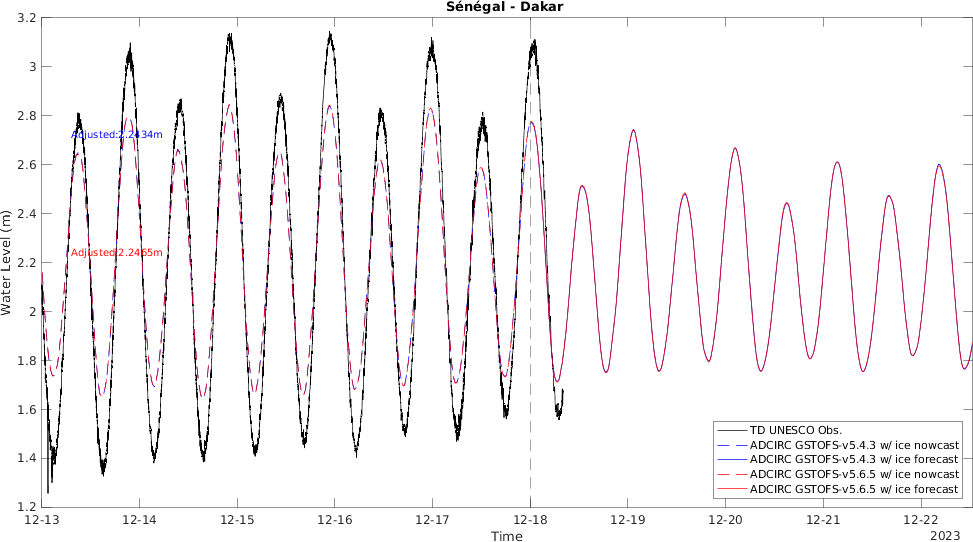 Sénégal - Dakar
3.2
3
2.8
2.6
2.4
2.2
2
1.8
1.6
1.4
1.2
Water Level (m)
Adjusted:2.2434m
Adjusted:2.2465m
TD UNESCO Obs.
ADCIRC GSTOFS-v5.4.3 w/ ice nowcast
ADCIRC GSTOFS-v5.4.3 w/ ice forecast
ADCIRC GSTOFS-v5.6.5 w/ ice nowcast
ADCIRC GSTOFS-v5.6.5 w/ ice forecast
12-13 12-14 12-15 12-16 12-17 12-18 12-19 12-20 12-21 12-22
Time
2023